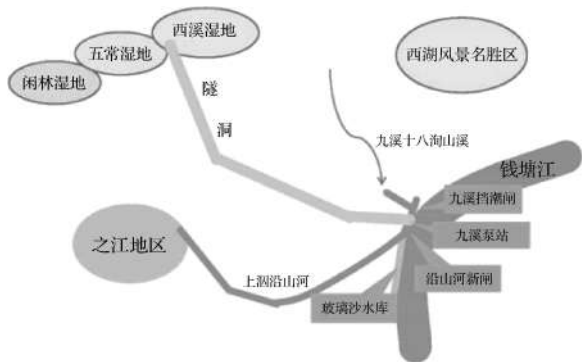 西溪湿地
五常湿地
闲林湿地
西湖风景名胜区
隧
洞
九溪十八洵山溪
钱塘江
九溪挡潮闸
九溪泵站
之江地区
上泗沿山河
沿山河新闸
玻璃沙水库